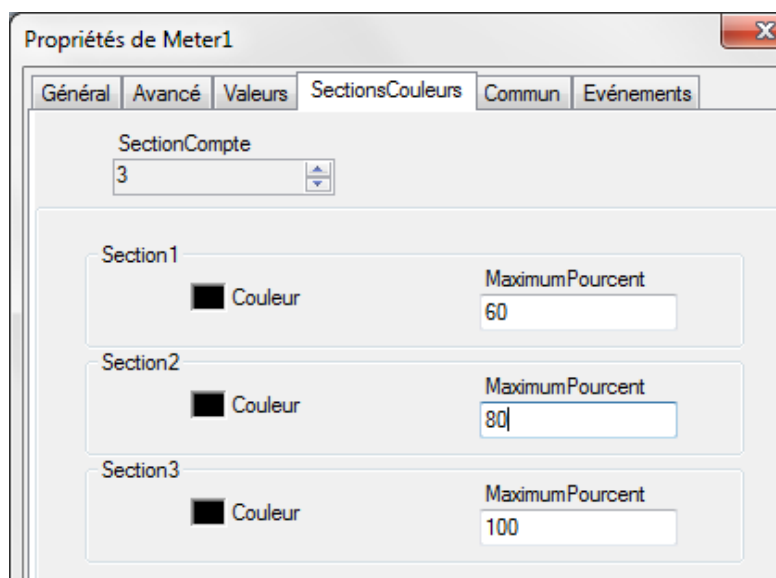 Propriétés de Meter1
Général Avancé Valeurs SectionsCouleurs Commun Evénements
SectionCompte
3
Section1
Couleur
MaximumPourcent
60
Section2
Couleur
MaximumPourcent
80
Section3
Couleur
MaximumPourcent
100